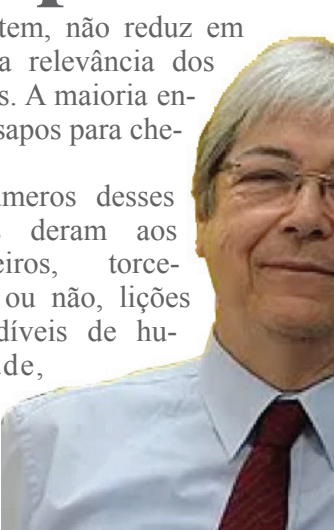 tem, não reduz em
a relevância dos
s. A maioria en-
sapos para che-
úmeros desses
s deram aos
eiros, torce-
ou não, lições
díveis de hu-
de,